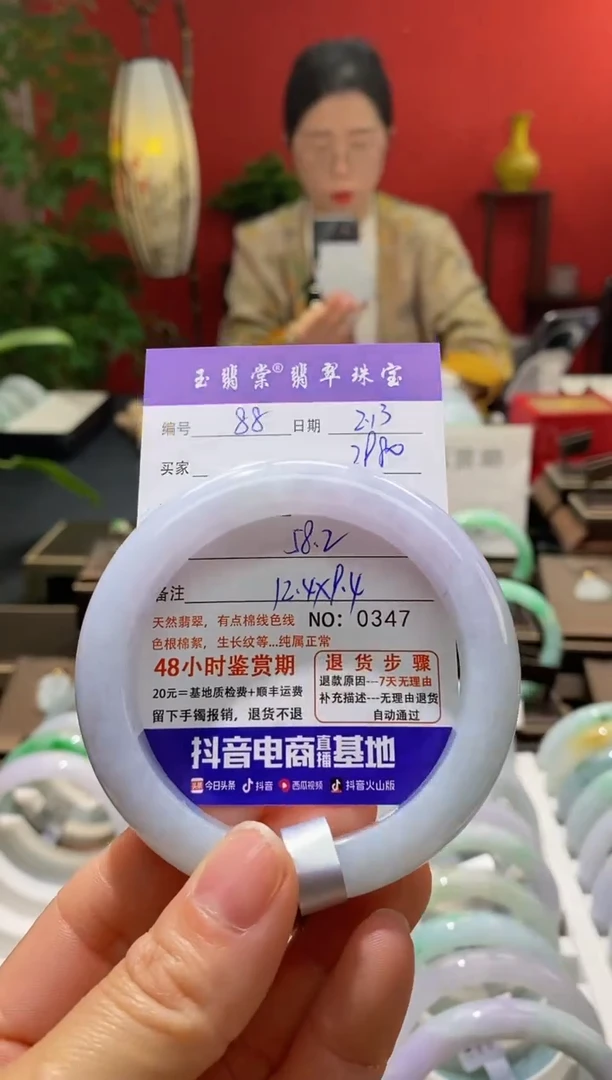 玉翡棠®翡翠珠宝
编号 88 日期 2.13
买家 2980
58.2
备注 12.4x9.4
天然翡翠，有点棉线色线 NO: 0347
色根棉絮，生长纹等...纯属正常
48小时鉴赏期
20元＝基地质检费+顺丰运费
留下手镯报销，退货不退
退货步骤
退款原因---7天无理由
补充描述---无理由退货
自动通过
抖音电商直播基地
头条 今日头条 抖音 西瓜视频 抖音火山版